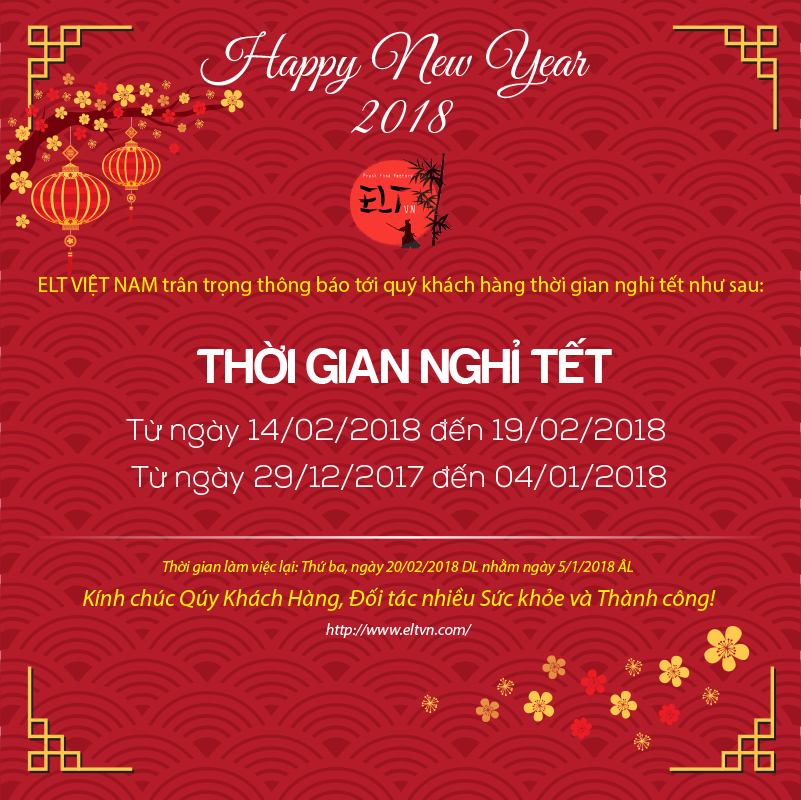 Happy New Year
2018
Fresh Food Matters
ELT VN
ELT VIỆT NAM trân trọng thông báo tới quý khách hàng thời gian nghỉ tết như sau:
THỜI GIAN NGHỈ TẾT
Từ ngày 14/02/2018 đến 19/02/2018
Từ ngày 29/12/2017 đến 04/01/2018
Thời gian làm việc lại: Thứ ba, ngày 20/02/2018 DL nhằm ngày 5/1/2018 ÂL
Kính chúc Qúy Khách Hàng, Đối tác nhiều Sức khỏe và Thành công!
http://www.eltvn.com/